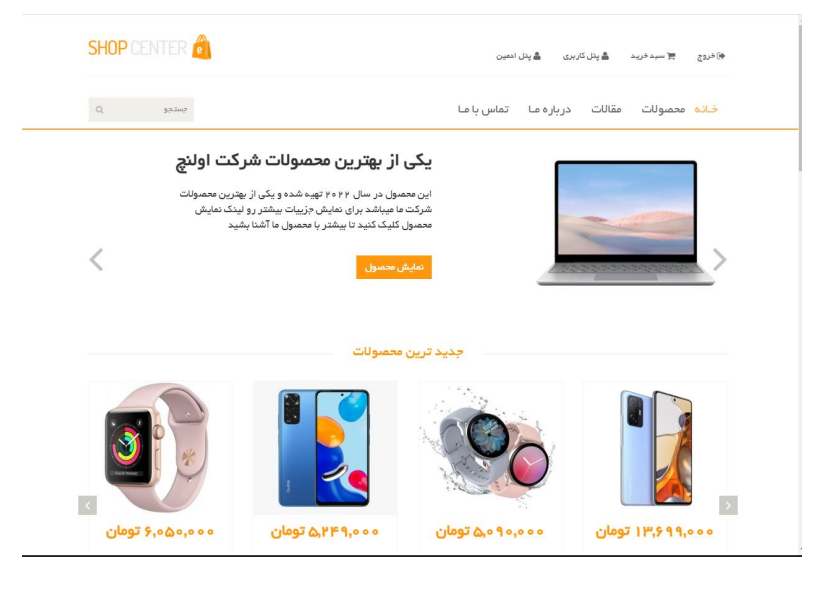 SHOP CENTER e
خروج
سبد خرید
پنل کاربری
پنل ادمین
خـانه
محصولات
مقالات
درباره مـا
تماس با مـا
جستجو
یکی از بهترین محصولات شرکت اولنچ
این محصول در سال ۲۰۲۲ تهیه شده و یکی از بهترین محصولات
شرکت ما میباشد برای نمایش جزییات بیشتر رو لینک نمایش
محصول کلیک کنید تا بیشتر با محصول ما آشنا بشید
نمایش محصول
جدید ترین محصولات
۱۳,۶۹۹,۰۰۰ تومان
۵,۰۹۰,۰۰۰ تومان
۵,۲۴۹,۰۰۰ تومان
۶,۰۵۰,۰۰۰ تومان